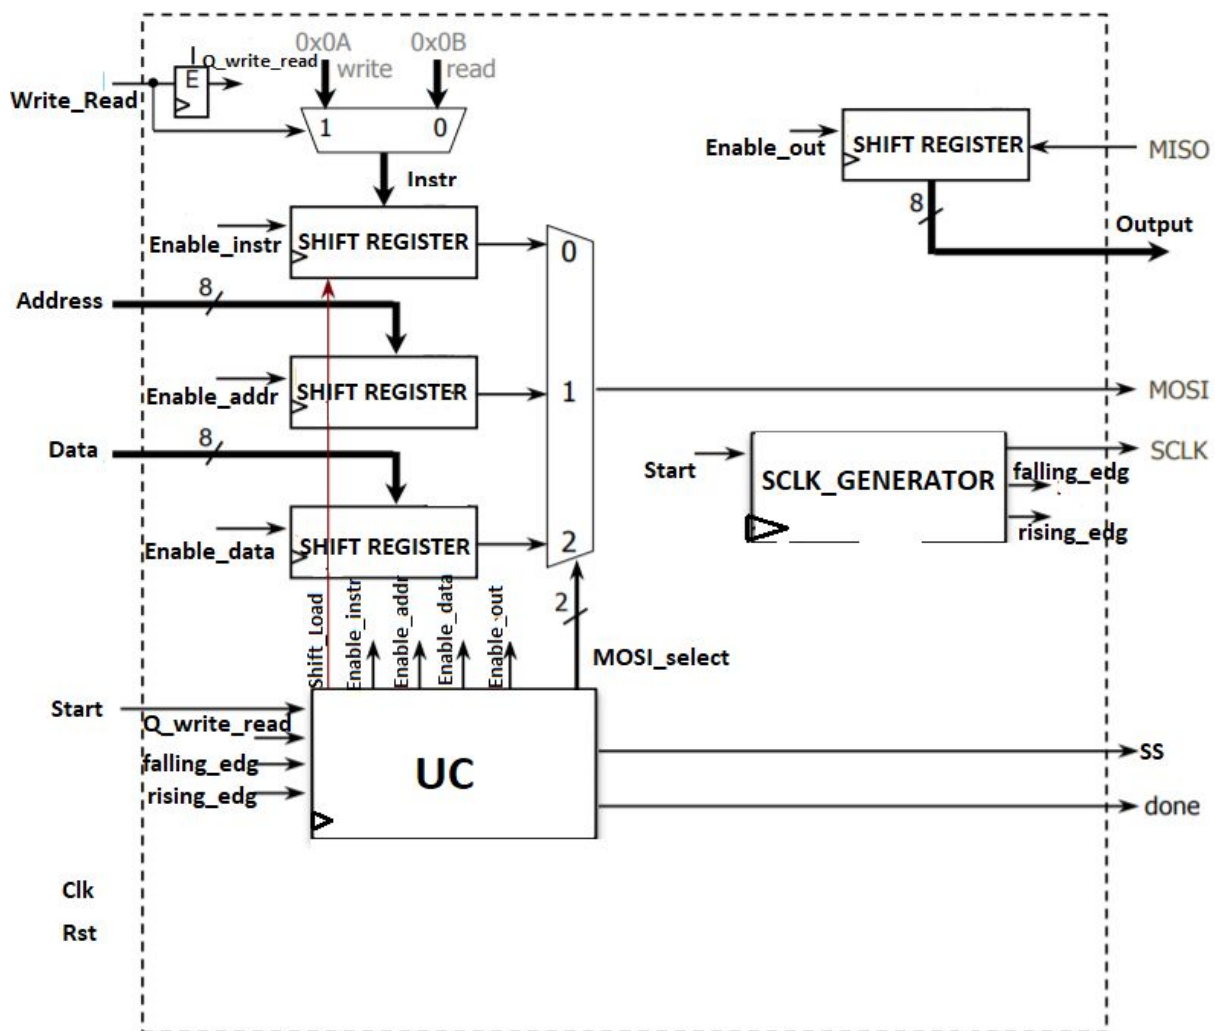 0x0A
0x0B
Q_write_read
write
read
Write_Read
E
1
0
Enable_out
SHIFT REGISTER
MISO
Instr
8
Output
Enable_instr
SHIFT REGISTER
0
Address
8
Enable_addr
SHIFT REGISTER
1
MOSI
Data
8
Start
SCLK_GENERATOR
SCLK
falling_edg
rising_edg
Enable_data
SHIFT REGISTER
2
Shift_Load
Enable_instr
Enable_addr
Enable_data
Enable_out
2
MOSI_select
Start
Q_write_read
falling_edg
rising_edg
UC
SS
done
Clk
Rst